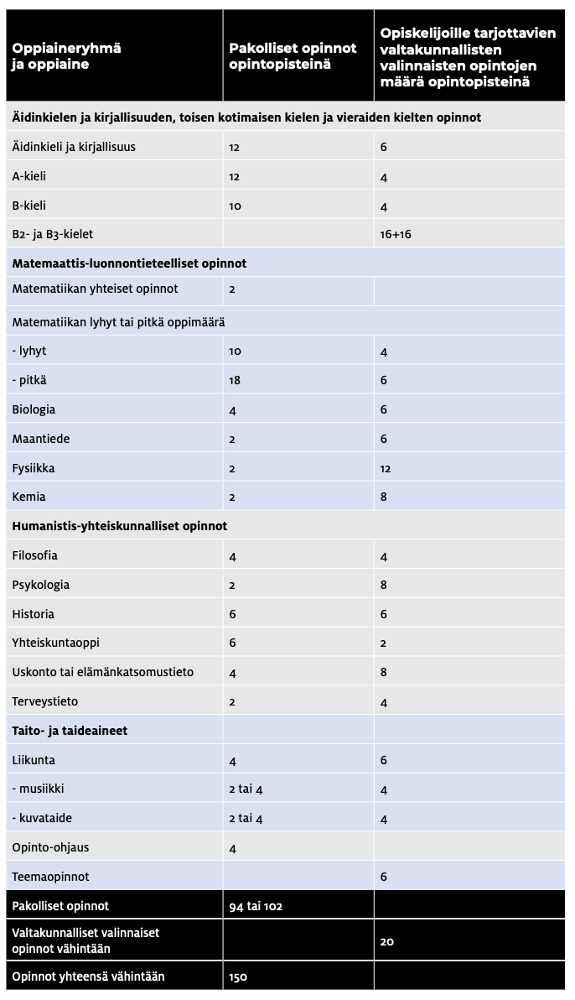 Oppiaineryhmä
ja oppiaine
Pakolliset opinnot
opintopisteinä
Opiskelijoille tarjottavien
valtakunnallisten
valinnaisten opintojen
määrä opintopisteinä
Äidinkielen ja kirjallisuuden, toisen kotimaisen kielen ja vieraiden kielten opinnot
Äidinkieli ja kirjallisuus 12 6
A-kieli 12 4
B-kieli 10 4
B2- ja B3-kielet 16+16
Matemaattis-luonnontieteelliset opinnot
Matematiikan yhteiset opinnot 2
Matematiikan lyhyt tai pitkä oppimäärä
- lyhyt 10 4
- pitkä 18 6
Biologia 4 6
Maantiede 2 6
Fysiikka 2 12
Kemia 2 8
Humanistis-yhteiskunnalliset opinnot
Filosofia 4 4
Psykologia 2 8
Historia 6 6
Yhteiskuntaoppi 6 2
Uskonto tai elämänkatsomustieto 4 8
Terveystieto 2 4
Taito- ja taideaineet
Liikunta 4 6
- musiikki 2 tai 4 4
- kuvataide 2 tai 4 4
Opinto-ohjaus 4
Teemaopinnot 6
Pakolliset opinnot 94 tai 102
Valtakunnalliset valinnaiset
opinnot vähintään 20
Opinnot yhteensä vähintään 150